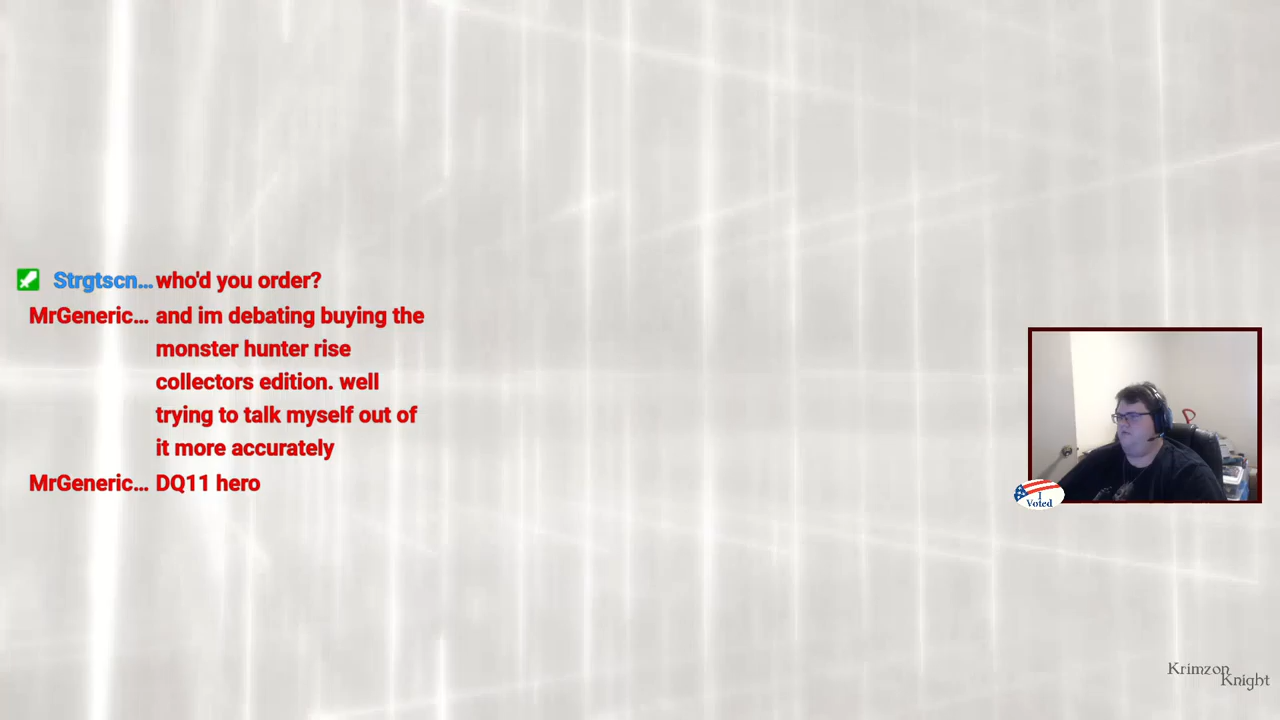 Strgtscn... who'd you order?
MrGeneric... and im debating buying the
monster hunter rise
collectors edition. well
trying to talk myself out of
it more accurately
MrGeneric... DQ11 hero
I
Voted
Krimzon
Knight